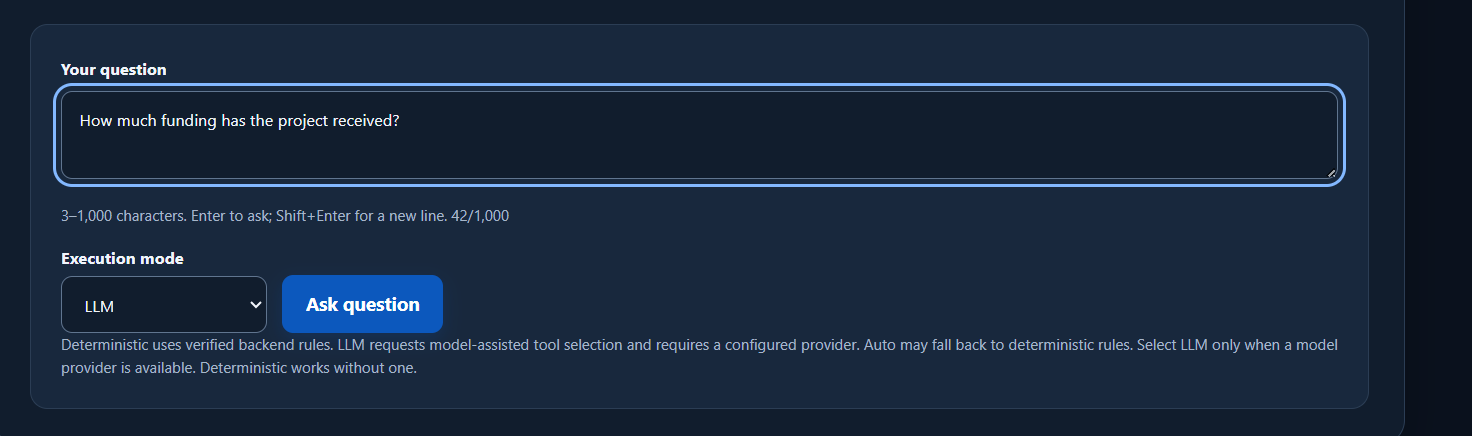 Your question
How much funding has the project received?
3–1,000 characters. Enter to ask; Shift+Enter for a new line. 42/1,000
Execution mode
LLM
Ask question
Deterministic uses verified backend rules. LLM requests model-assisted tool selection and requires a configured provider. Auto may fall back to deterministic rules. Select LLM only when a model
provider is available. Deterministic works without one.